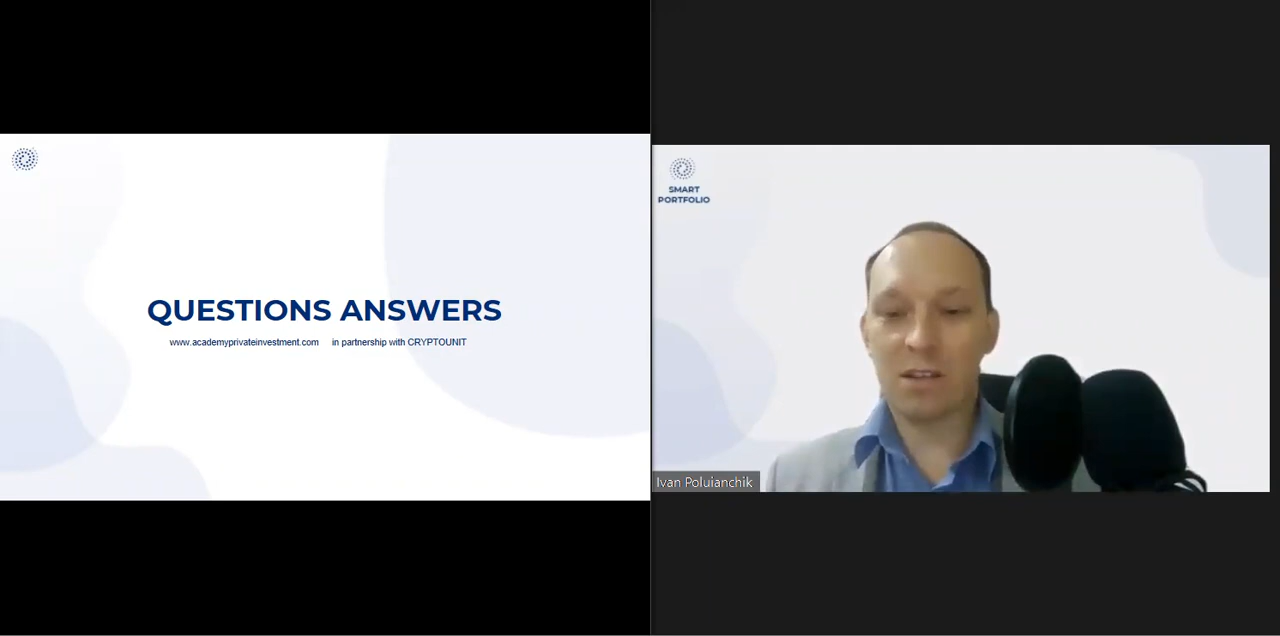 QUESTIONS ANSWERS
www.academyprivateinvestment.com in partnership with CRYPTOUNIT
SMART
PORTFOLIO
Ivan Poluianchik